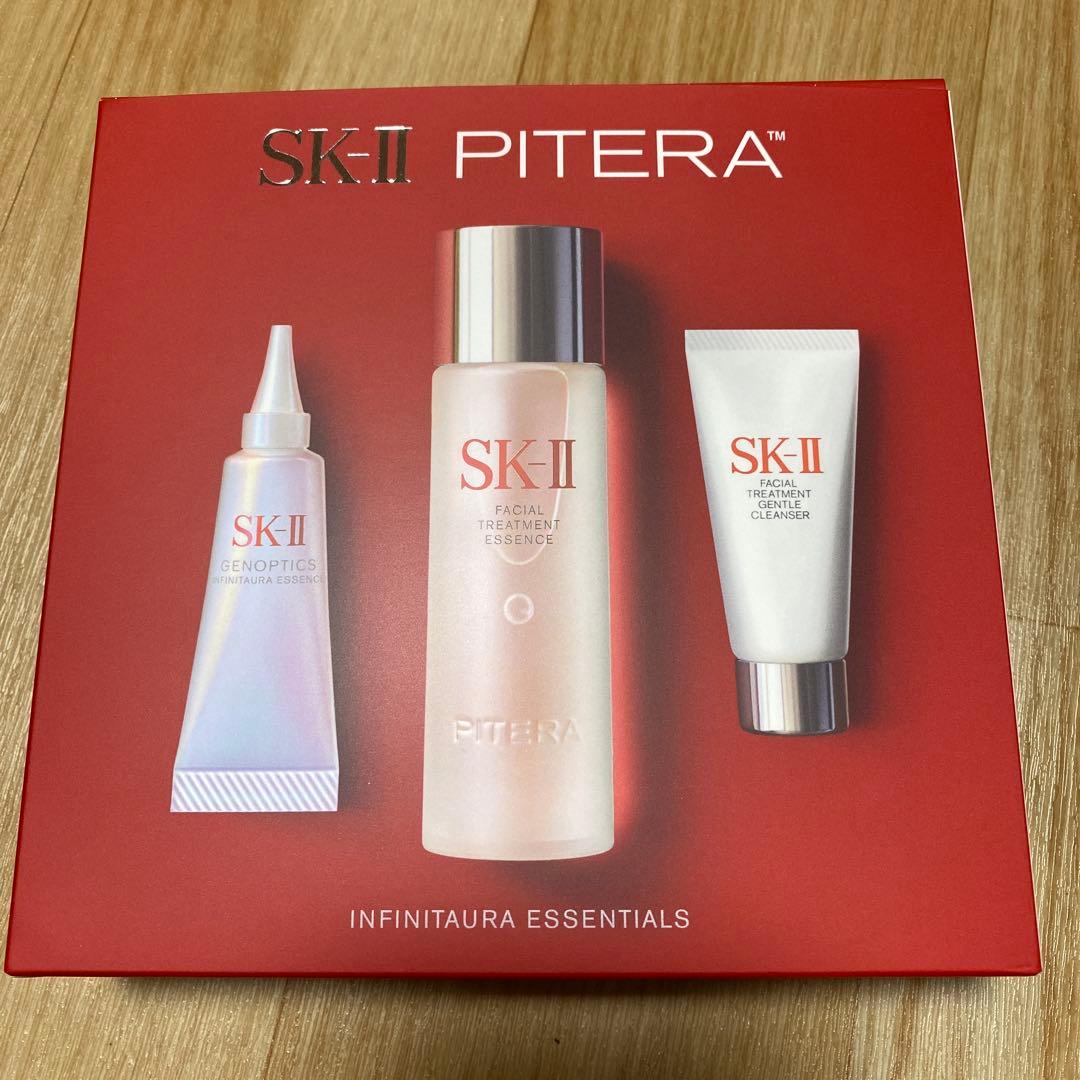 SK-II PITERA™
SK-II
GENOPTICS
INFINITAURA ESSENCE
SK-II
FACIAL
TREATMENT
ESSENCE
PITERA
SK-II
FACIAL
TREATMENT
GENTLE
CLEANSER
INFINITAURA ESSENTIALS